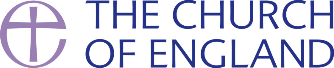 THE CHURCH
OF ENGLAND